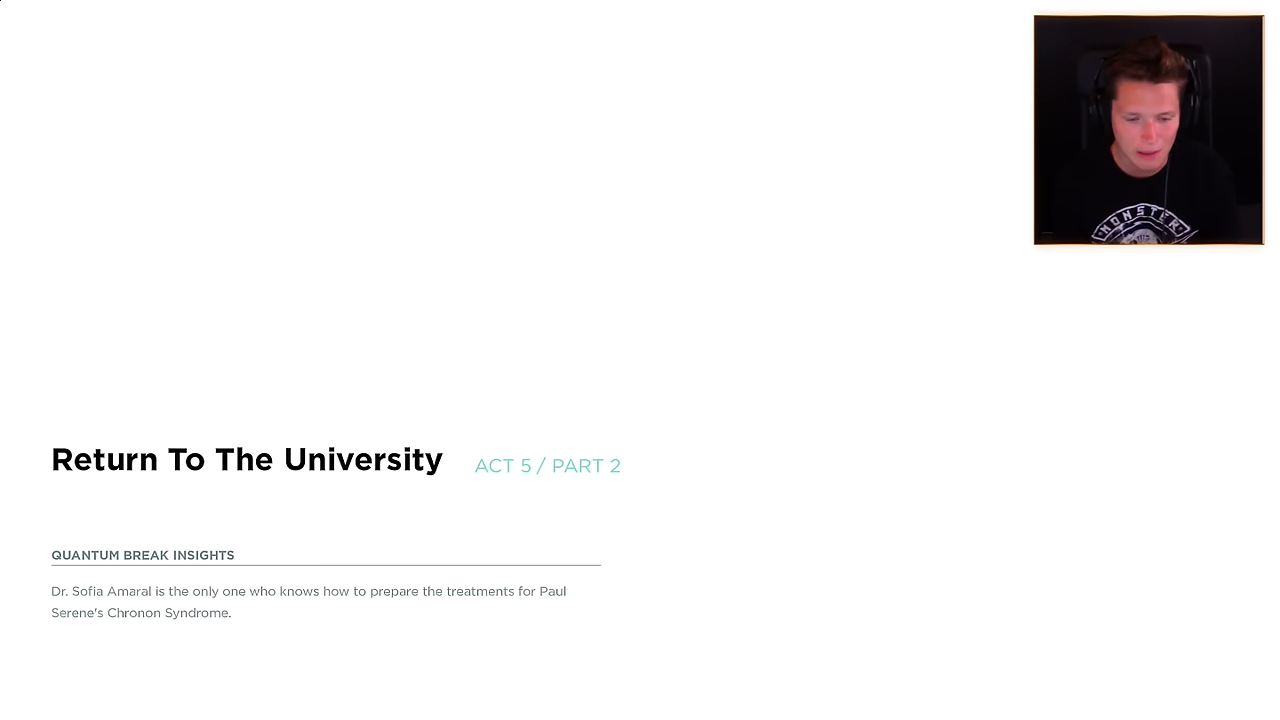 MONSTER
Return To The University
ACT 5 / PART 2
QUANTUM BREAK INSIGHTS
Dr. Sofia Amaral is the only one who knows how to prepare the treatments for Paul
Serene's Chronon Syndrome.